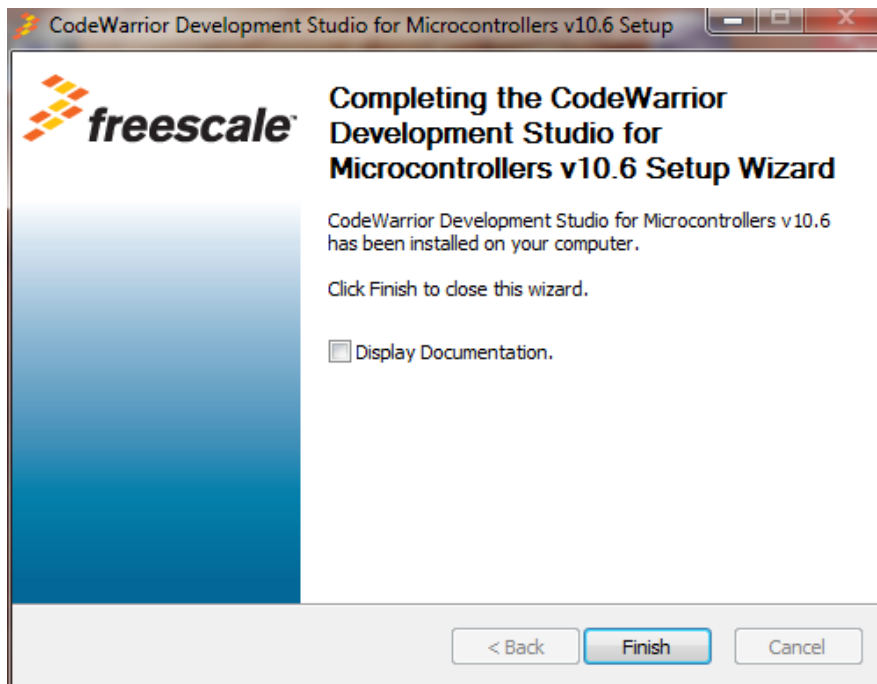 CodeWarrior Development Studio for Microcontrollers v10.6 Setup
freescale™
Completing the CodeWarrior
Development Studio for
Microcontrollers v10.6 Setup Wizard
CodeWarrior Development Studio for Microcontrollers v10.6
has been installed on your computer.
Click Finish to close this wizard.
Display Documentation.
< Back
Finish
Cancel